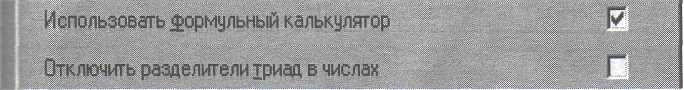 Использовать формульный калькулятор
Отключить разделители триад в числах